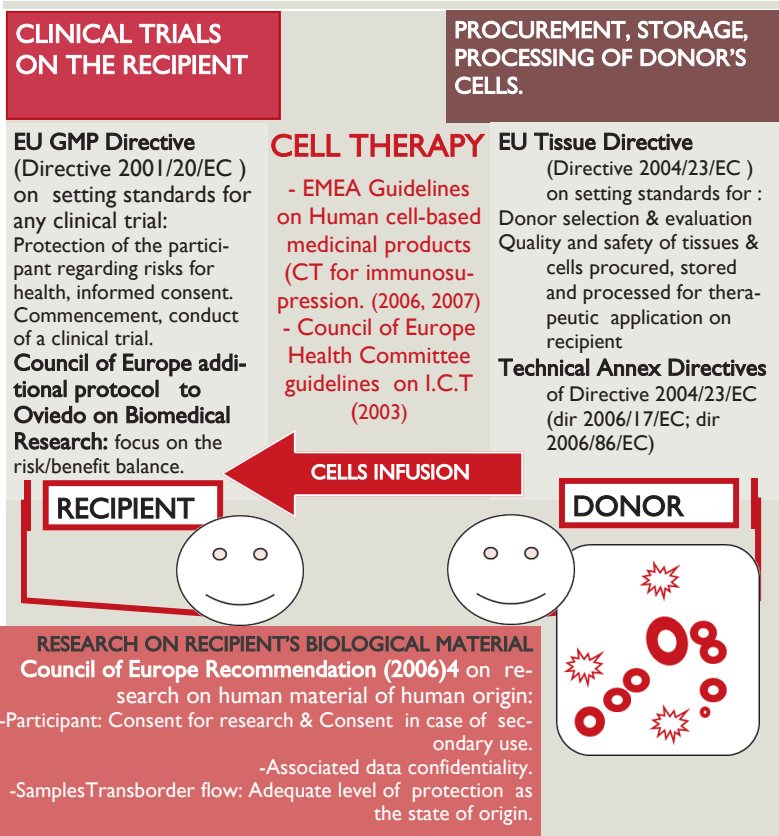 CLINICAL TRIALS
ON THE RECIPIENT
PROCUREMENT, STORAGE,
PROCESSING OF DONOR'S
CELLS.
EU GMP Directive
(Directive 2001/20/EC )
on setting standards for
any clinical trial:
Protection of the partici-
pant regarding risks for
health, informed consent.
Commencement, conduct
of a clinical trial.
Council of Europe addi-
tional protocol to
Oviedo on Biomedical
Research: focus on the
risk/benefit balance.
CELL THERAPY
- EMEA Guidelines
on Human cell-based
medicinal products
(CT for immunosu-
pression. (2006, 2007)
- Council of Europe
Health Committee
guidelines on I.C.T
(2003)
EU Tissue Directive
(Directive 2004/23/EC )
on setting standards for :
Donor selection & evaluation
Quality and safety of tissues &
cells procured, stored
and processed for thera-
peutic application on
recipient
Technical Annex Directives
of Directive 2004/23/EC
(dir 2006/17/EC; dir
2006/86/EC)
CELLS INFUSION
RECIPIENT
DONOR
RESEARCH ON RECIPIENT'S BIOLOGICAL MATERIAL
Council of Europe Recommendation (2006)4 on re-
search on human material of human origin:
-Participant: Consent for research & Consent in case of sec-
ondary use.
-Associated data confidentiality.
-SamplesTransborder flow: Adequate level of protection as
the state of origin.